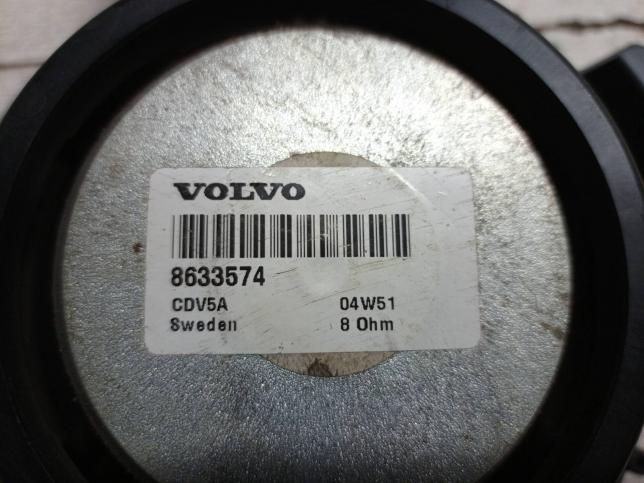 VOLVO
8633574
CDV5A 04W51
Sweden 8 Ohm